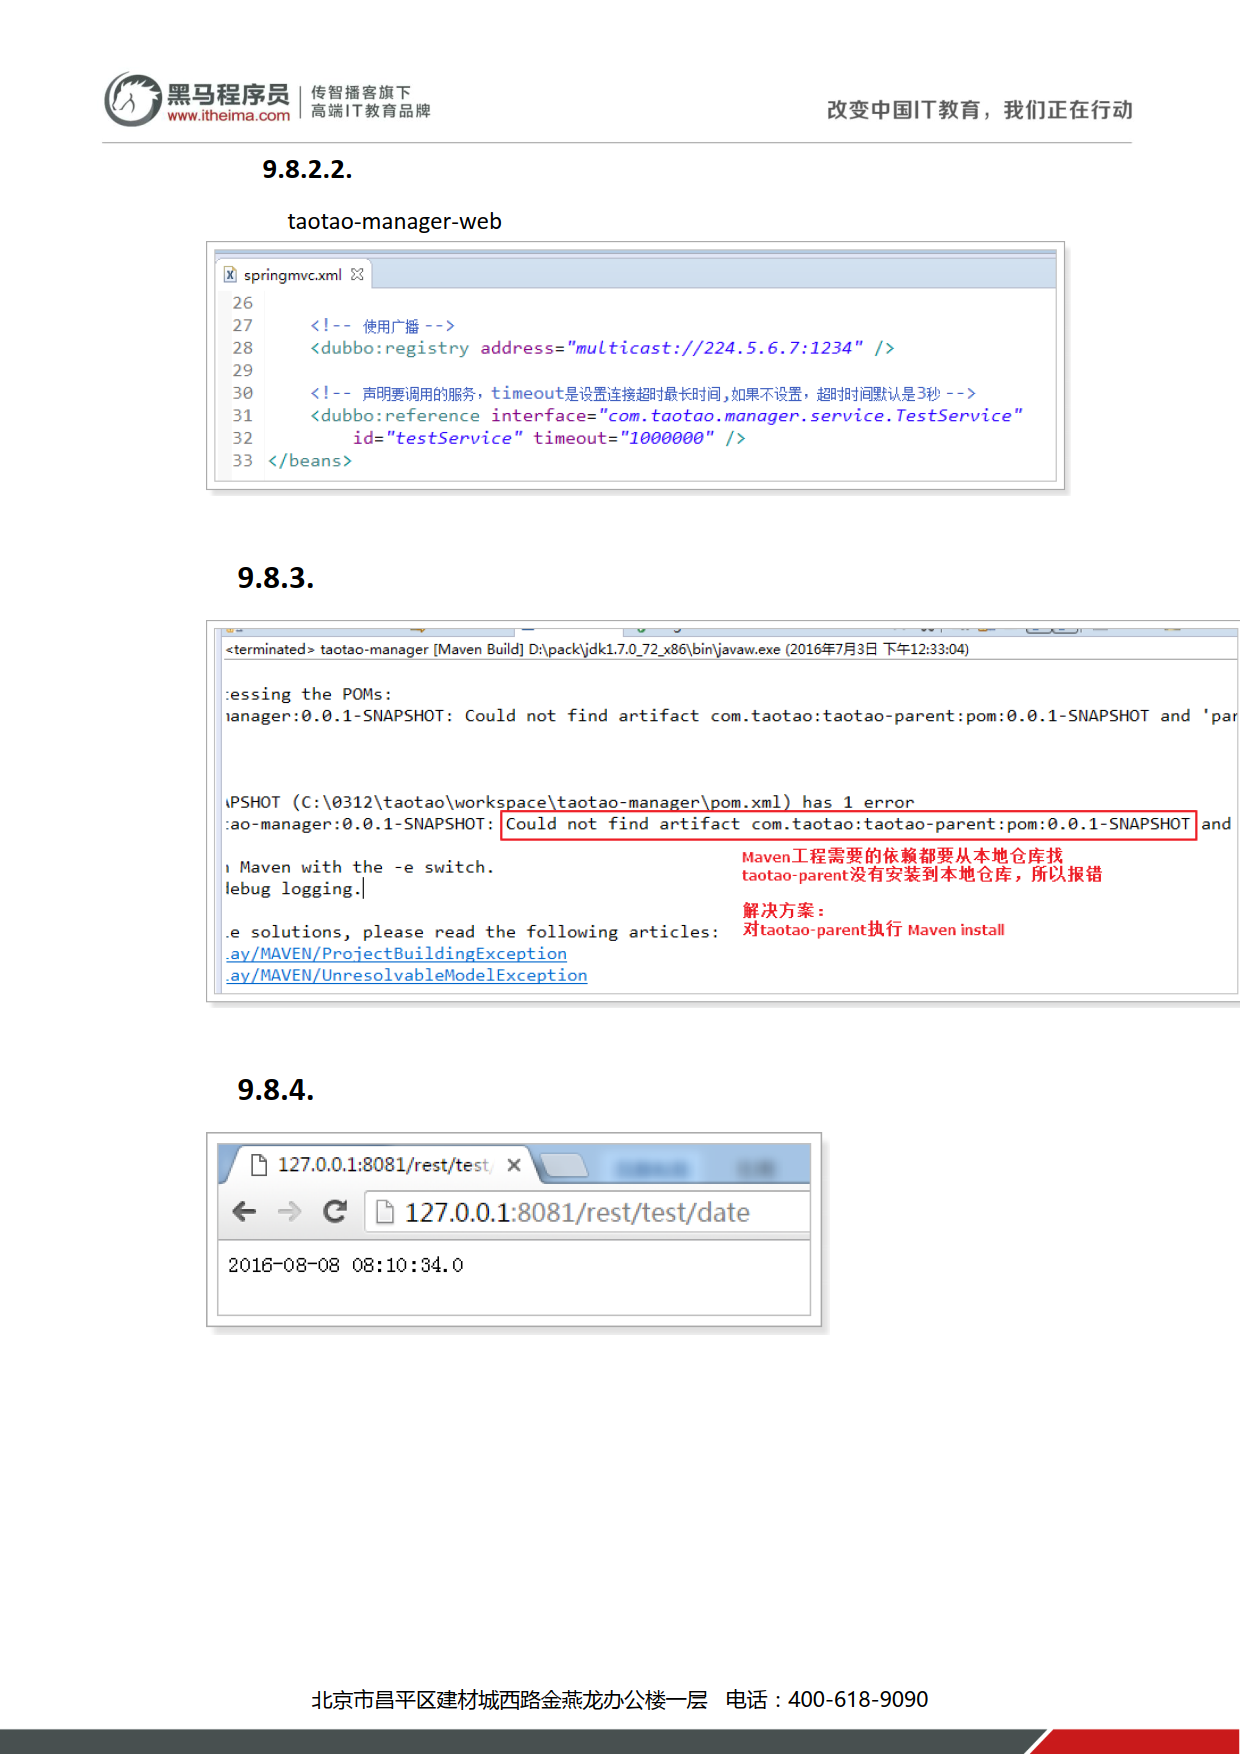 黑马程序员
www.itheima.com
传智播客旗下
高端IT教育品牌
改变中国IT教育，我们正在行动
9.8.2.2.
taotao-manager-web
springmvc.xml
26
27 <!-- 使用广播 -->
28 <dubbo:registry address="multicast://224.5.6.7:1234" />
29
30 <!-- 声明要调用的服务，timeout是设置连接超时最长时间,如果不设置，超时时间默认是3秒 -->
31 <dubbo:reference interface="com.taotao.manager.service.TestService"
32 id="testService" timeout="1000000" />
33 </beans>
9.8.3.
<terminated> taotao-manager [Maven Build] D:\pack\jdk1.7.0_72_x86\bin\javaw.exe (2016年7月3日 下午12:33:04)
:essing the POMs:
nanager:0.0.1-SNAPSHOT: Could not find artifact com.taotao:taotao-parent:pom:0.0.1-SNAPSHOT and 'par
APSHOT (C:\0312\taotao\workspace\taotao-manager\pom.xml) has 1 error
:ao-manager:0.0.1-SNAPSHOT: Could not find artifact com.taotao:taotao-parent:pom:0.0.1-SNAPSHOT and
Maven工程需要的依赖都要从本地仓库找
taotao-parent没有安装到本地仓库，所以报错
解决方案：
对taotao-parent执行 Maven install
n Maven with the -e switch.
debug logging.
.e solutions, please read the following articles:
.ay/MAVEN/ProjectBuildingException
.ay/MAVEN/UnresolvableModelException
9.8.4.
127.0.0.1:8081/rest/test/
127.0.0.1:8081/rest/test/date
2016-08-08 08:10:34.0
北京市昌平区建材城西路金燕龙办公楼一层 电话：400-618-9090